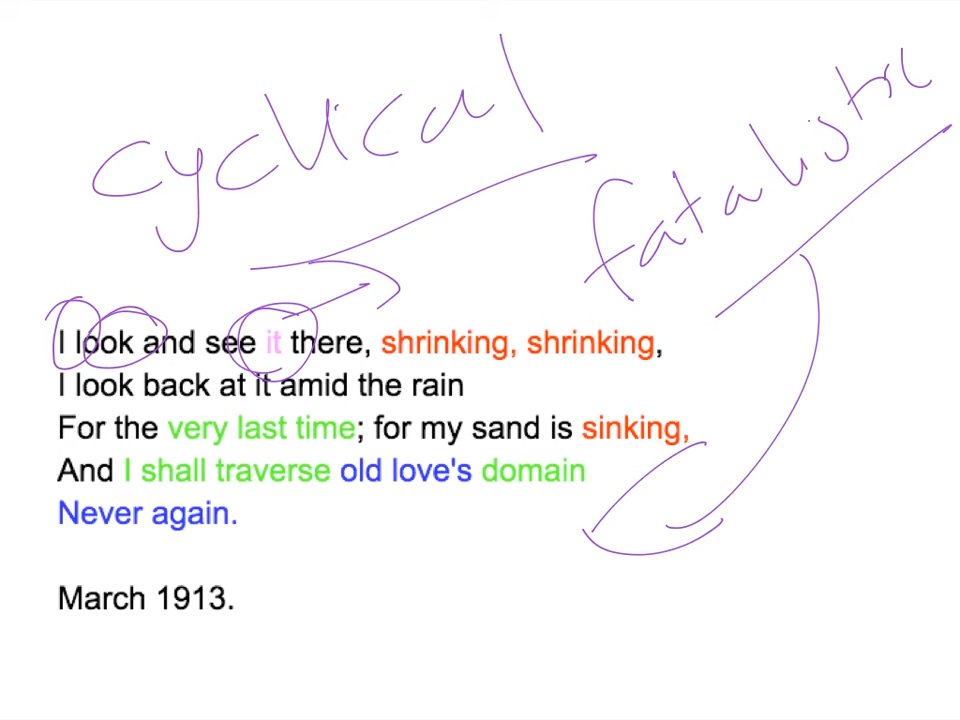 cyclical
fatalistic
I look and see it there, shrinking, shrinking,
I look back at it amid the rain
For the very last time; for my sand is sinking,
And I shall traverse old love's domain
Never again.
March 1913.